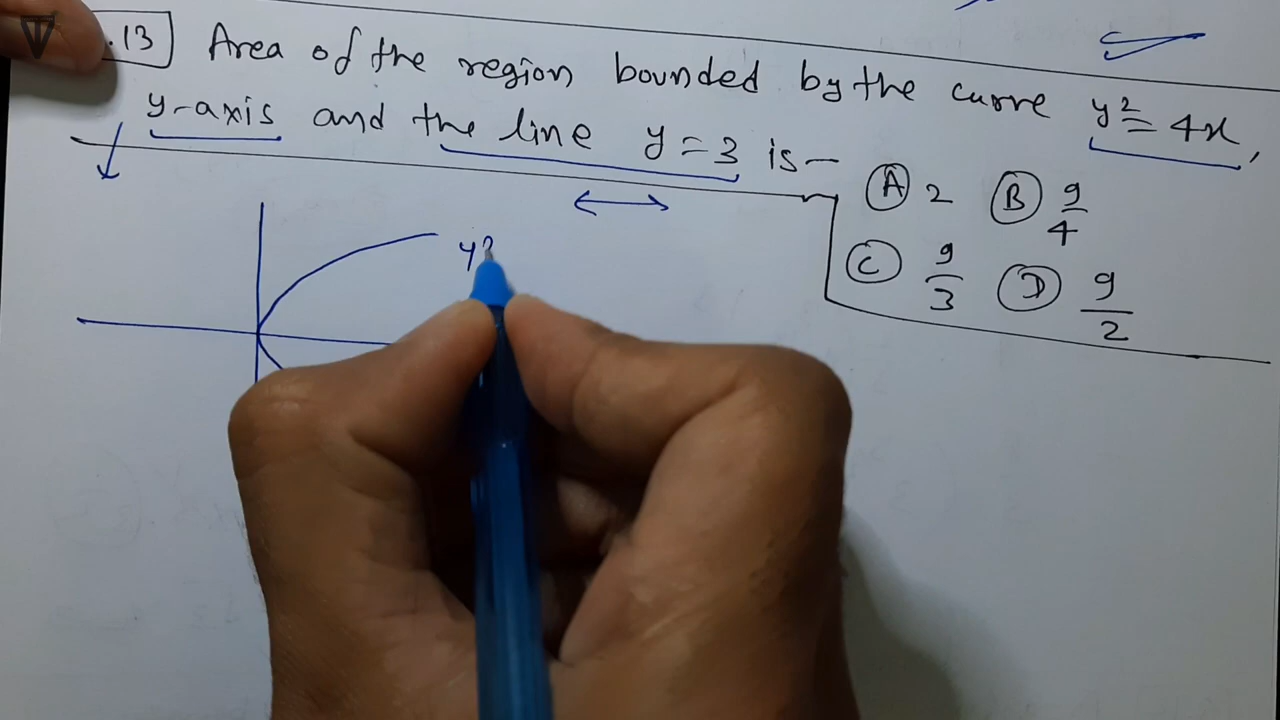 .13 Area of the region bounded by the curve y² = 4x,
y-axis and the line y = 3 is —
(A) 2 (B) 9/4
(C) 9/3 (D) 9/2
y²